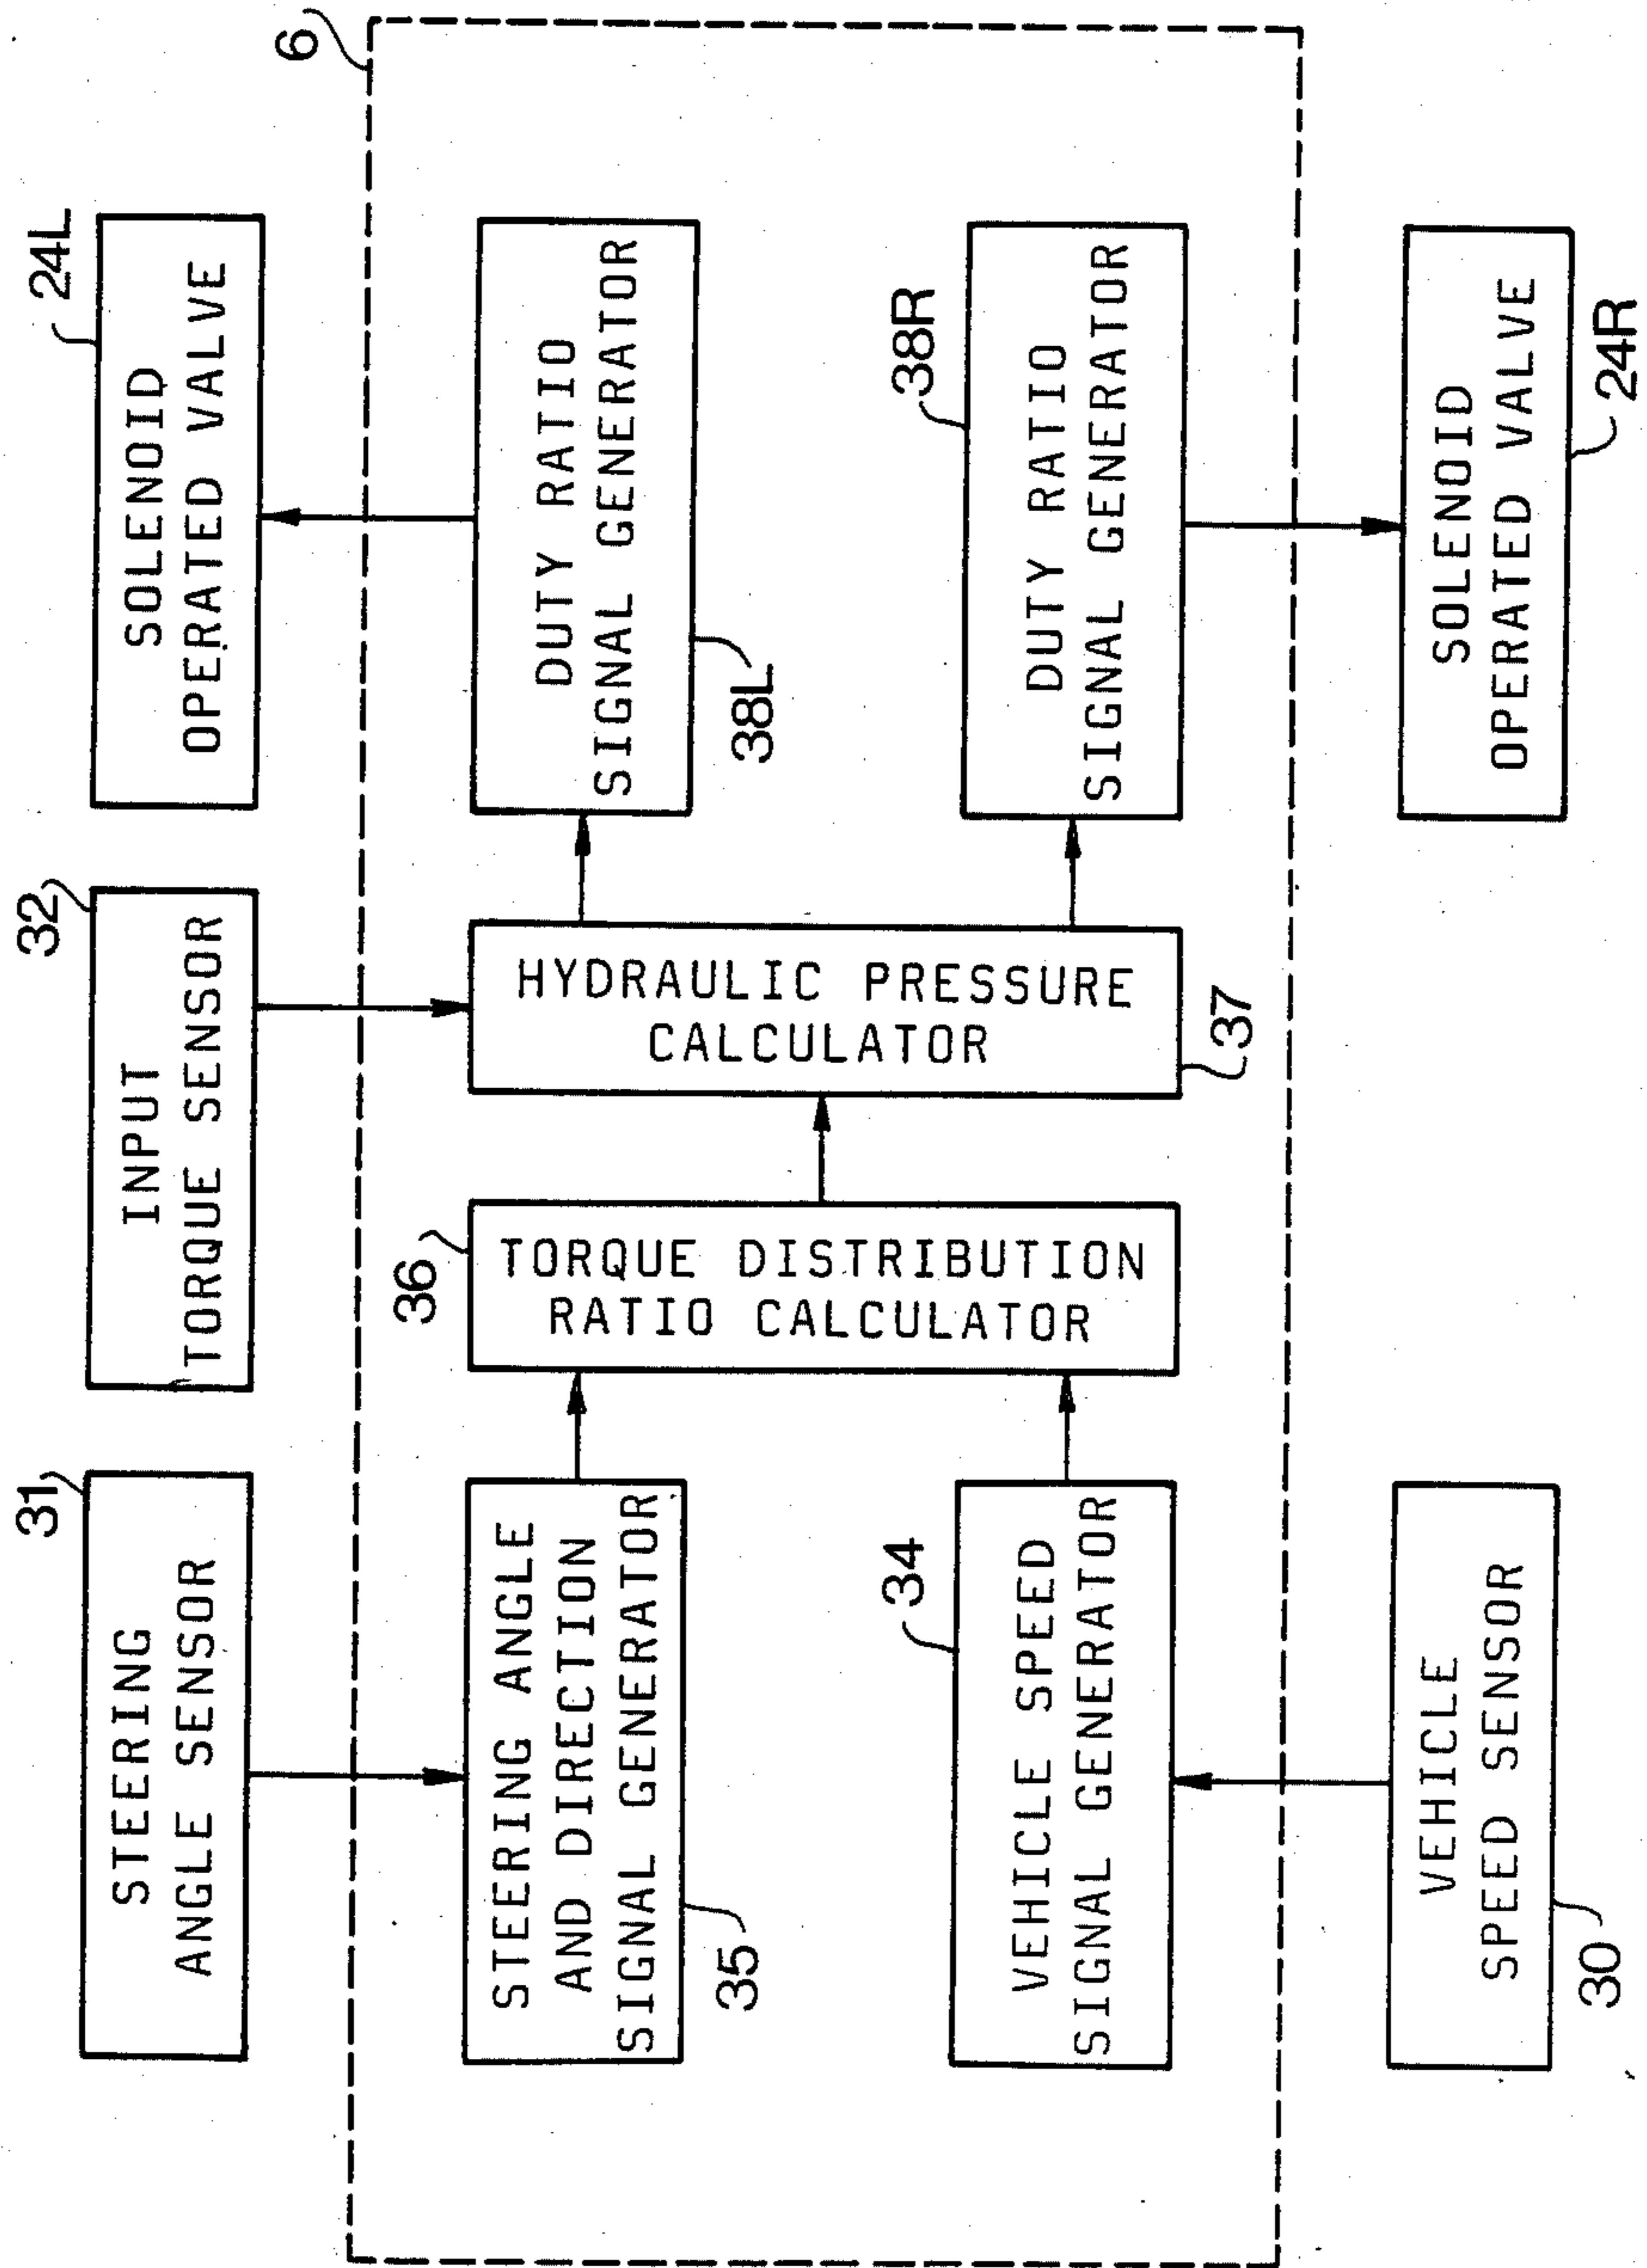 31
STEERING
ANGLE SENSOR
32
INPUT
TORQUE SENSOR
24L
SOLENOID
OPERATED VALVE
6
STEERING ANGLE
AND DIRECTION
SIGNAL GENERATOR
35
36
TORQUE DISTRIBUTION
RATIO CALCULATOR
HYDRAULIC PRESSURE
CALCULATOR
37
DUTY RATIO
SIGNAL GENERATOR
38L
34
VEHICLE SPEED
SIGNAL GENERATOR
38R
DUTY RATIO
SIGNAL GENERATOR
VEHICLE
SPEED SENSOR
30
SOLENOID
OPERATED VALVE
24R